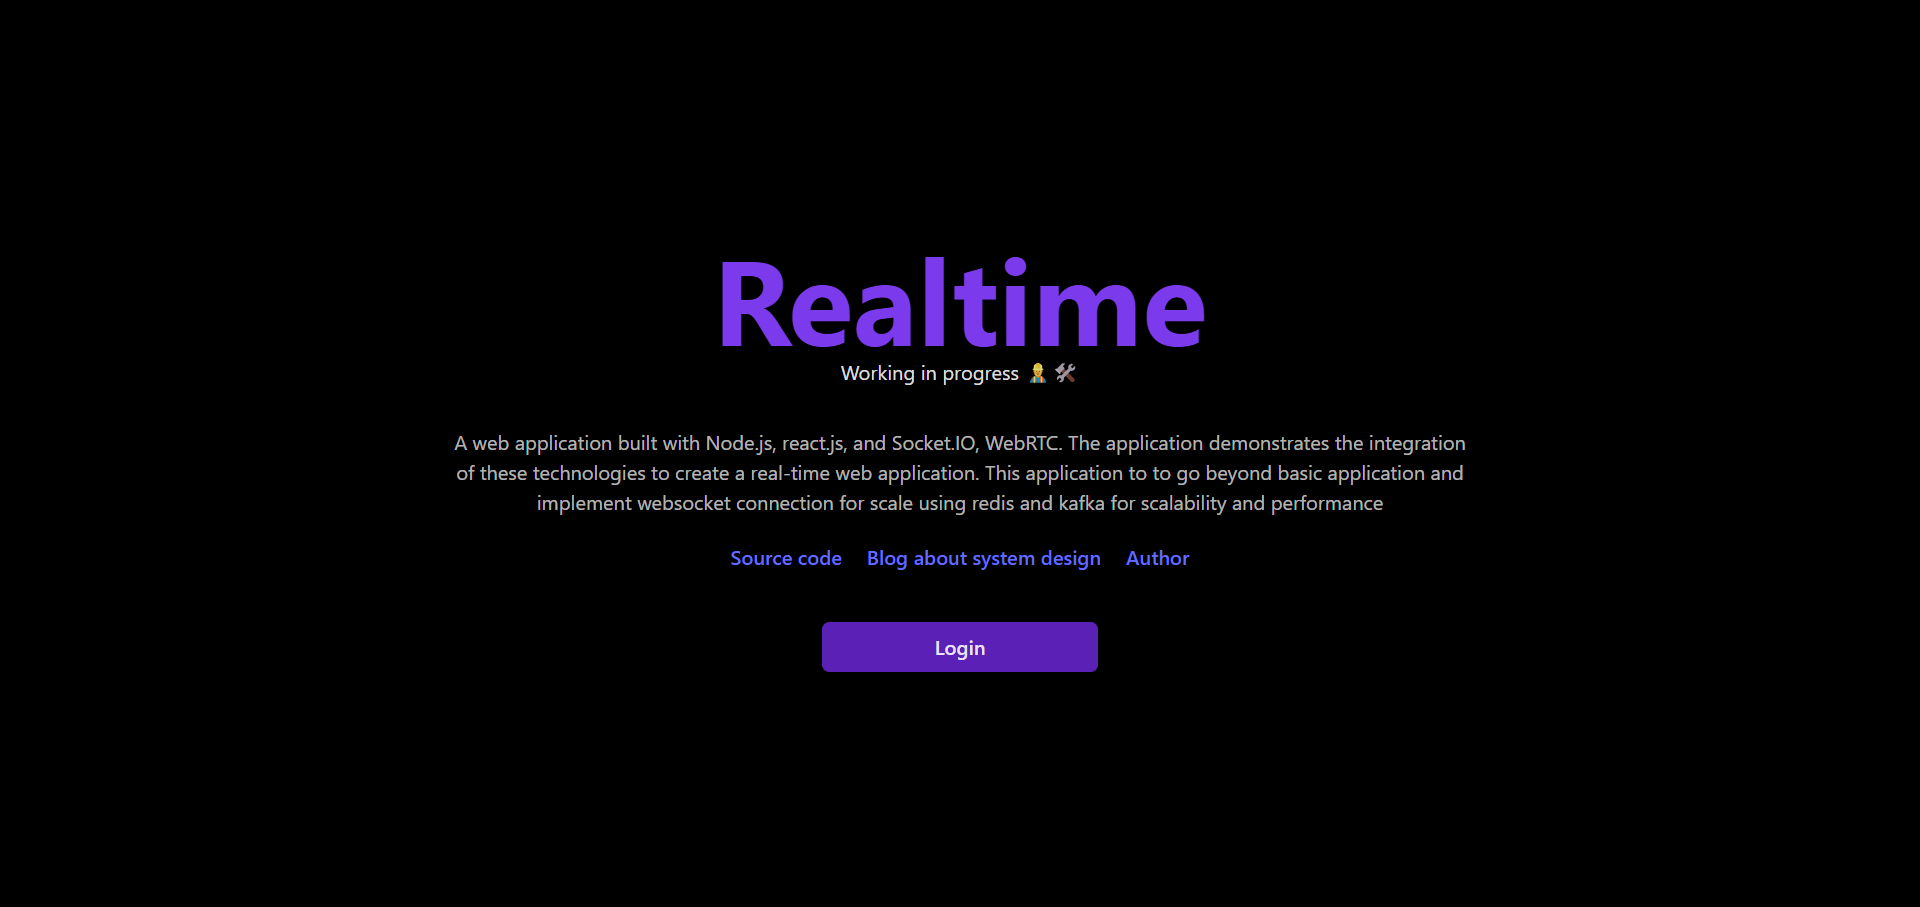 Realtime
Working in progress 👷 🛠️
A web application built with Node.js, react.js, and Socket.IO, WebRTC. The application demonstrates the integration
of these technologies to create a real-time web application. This application to to go beyond basic application and
implement websocket connection for scale using redis and kafka for scalability and performance
Source code Blog about system design Author
Login